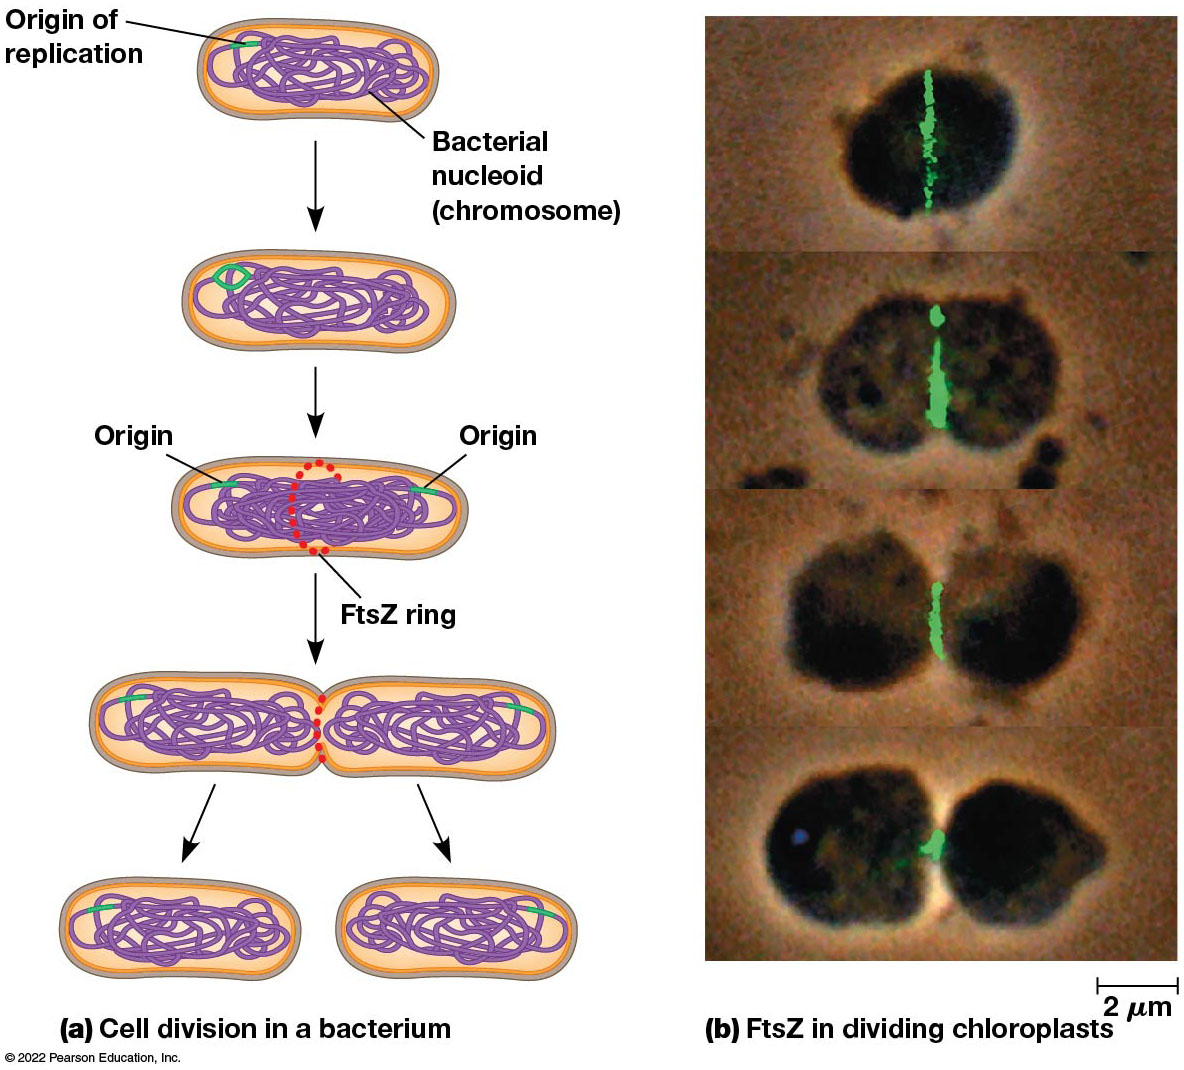 Origin of
replication
Bacterial
nucleoid
(chromosome)
Origin
Origin
FtsZ ring
2 μm
(a) Cell division in a bacterium
(b) FtsZ in dividing chloroplasts
© 2022 Pearson Education, Inc.